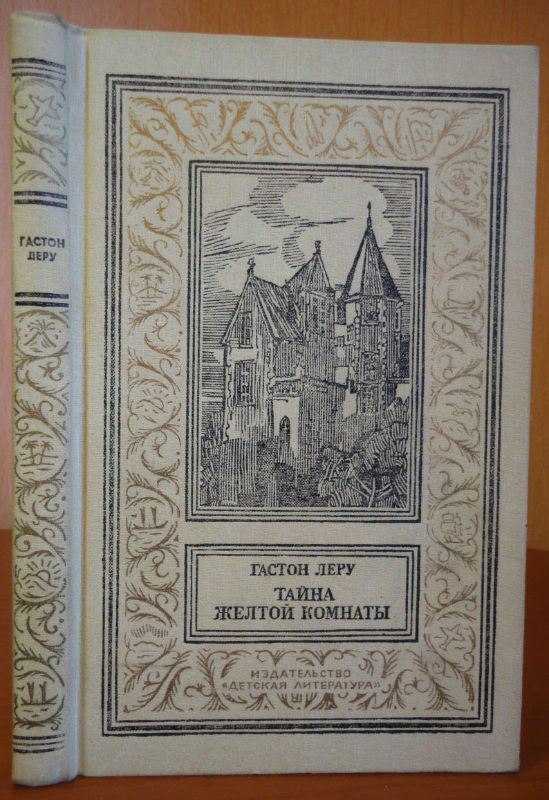 ГАСТОН
ЛЕРУ
ГАСТОН ЛЕРУ
ТАЙНА
ЖЕЛТОЙ КОМНАТЫ
ИЗДАТЕЛЬСТВО
«ДЕТСКАЯ ЛИТЕРАТУРА»